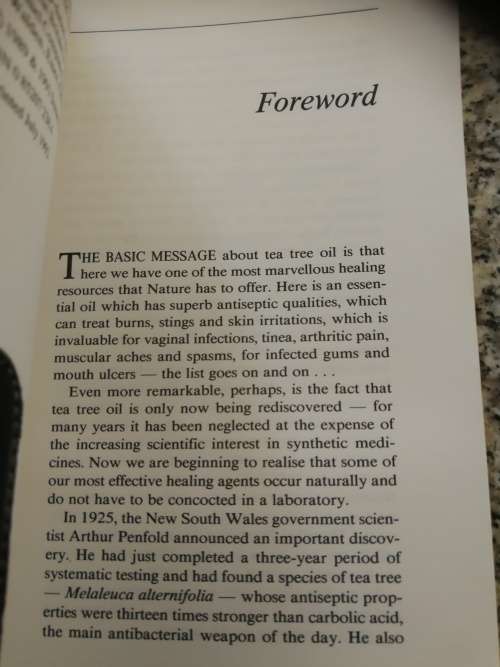 Foreword
THE BASIC MESSAGE about tea tree oil is that
here we have one of the most marvellous healing
resources that Nature has to offer. Here is an essen-
tial oil which has superb antiseptic qualities, which
can treat burns, stings and skin irritations, which is
invaluable for vaginal infections, tinea, arthritic pain,
muscular aches and spasms, for infected gums and
mouth ulcers — the list goes on and on . . .
Even more remarkable, perhaps, is the fact that
tea tree oil is only now being rediscovered — for
many years it has been neglected at the expense of
the increasing scientific interest in synthetic medi-
cines. Now we are beginning to realise that some of
our most effective healing agents occur naturally and
do not have to be concocted in a laboratory.
In 1925, the New South Wales government scien-
tist Arthur Penfold announced an important discov-
ery. He had just completed a three-year period of
systematic testing and had found a species of tea tree
— Melaleuca alternifolia — whose antiseptic prop-
erties were thirteen times stronger than carbolic acid,
the main antibacterial weapon of the day. He also